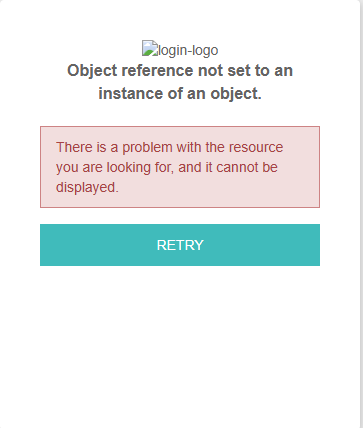 login-logo
Object reference not set to an
instance of an object.
There is a problem with the resource
you are looking for, and it cannot be
displayed.
RETRY